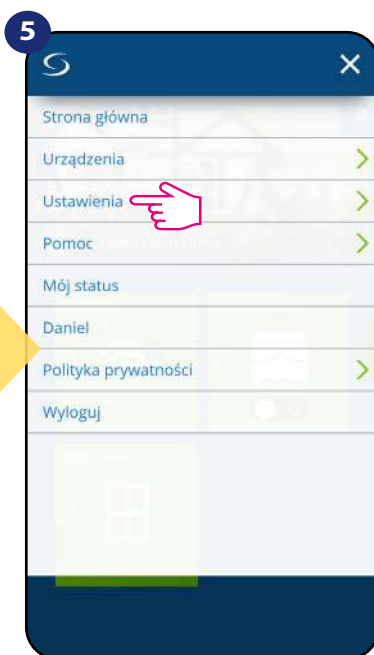 5
Strona główna
Urządzenia
Ustawienia
Pomoc
Mój status
Daniel
Polityka prywatności
Wyloguj